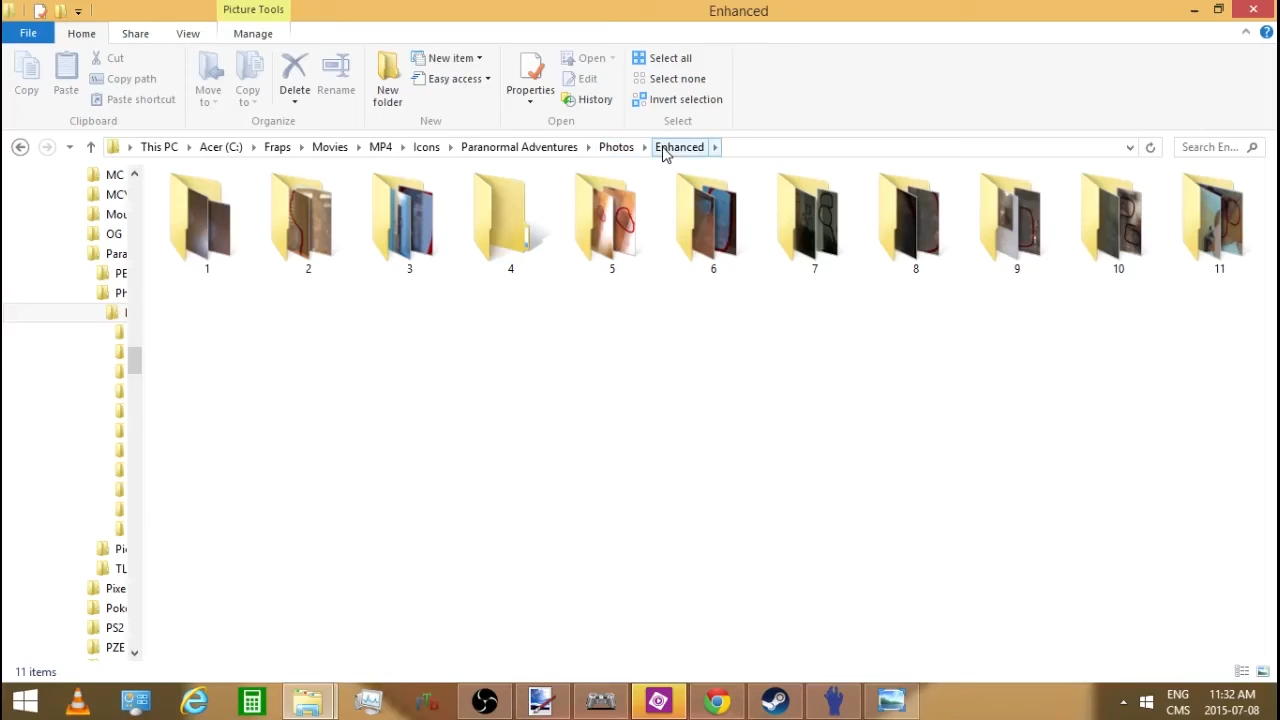 Picture Tools
Enhanced
File Home Share View Manage
Copy
Paste
Cut
Copy path
Paste shortcut
Clipboard
Move to
Copy to
Delete
Rename
Organize
New folder
New item
Easy access
New
Properties
Open
Edit
History
Open
Select all
Select none
Invert selection
Select
This PC Acer (C:) Fraps Movies MP4 Icons Paranormal Adventures Photos Enhanced
Search En...
MC
Mou
OG
Para
PE
Pixe
Poke
PS2
PZE
1 2 3 4 5 6 7 8 9 10 11
11 items
ENG 11:32 AM
CMS 2015-07-08